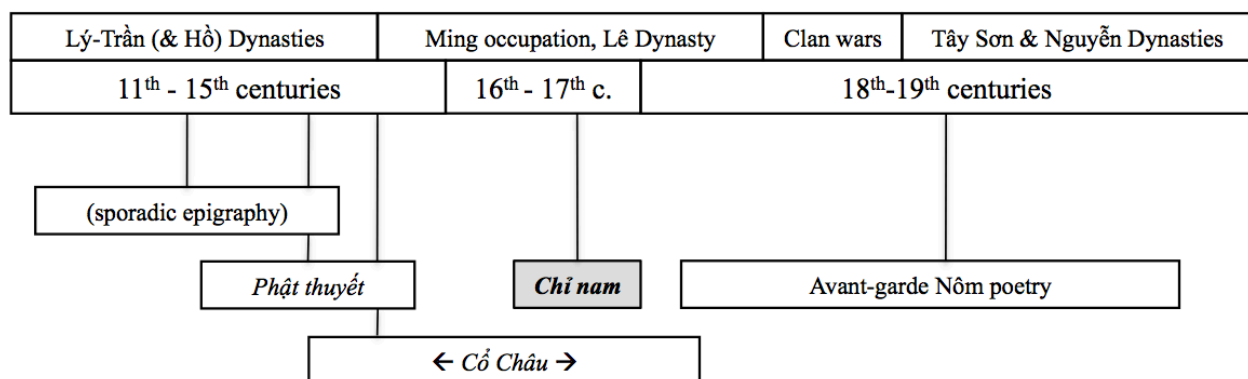 Lý-Trần (& Hồ) Dynasties
Ming occupation, Lê Dynasty
Clan wars
Tây Sơn & Nguyễn Dynasties
11th - 15th centuries
16th - 17th c.
18th-19th centuries
(sporadic epigraphy)
Phật thuyết
Chỉ nam
Avant-garde Nôm poetry
← Cổ Châu →